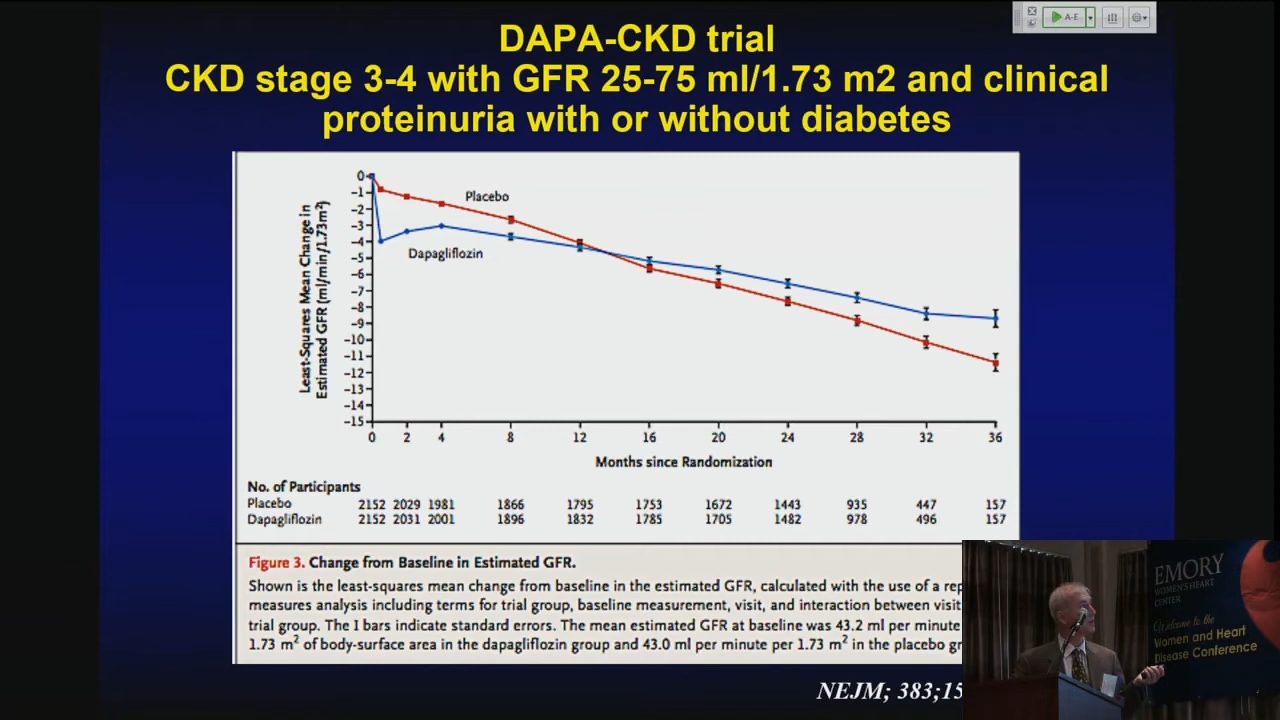 A-E
DAPA-CKD trial
CKD stage 3-4 with GFR 25-75 ml/1.73 m2 and clinical
proteinuria with or without diabetes
Least-Squares Mean Change in
Estimated GFR (ml/min/1.73m²)
0
-1
-2
-3
-4
-5
-6
-7
-8
-9
-10
-11
-12
-13
-14
-15
Placebo
Dapagliflozin
0 2 4 8 12 16 20 24 28 32 36
Months since Randomization
No. of Participants
Placebo 2152 2029 1981 1866 1795 1753 1672 1443 935 447 157
Dapagliflozin 2152 2031 2001 1896 1832 1785 1705 1482 978 496 157
Figure 3. Change from Baseline in Estimated GFR.
Shown is the least-squares mean change from baseline in the estimated GFR, calculated with the use of a rep
measures analysis including terms for trial group, baseline measurement, visit, and interaction between visit
trial group. The I bars indicate standard errors. The mean estimated GFR at baseline was 43.2 ml per minute
1.73 m² of body-surface area in the dapagliflozin group and 43.0 ml per minute per 1.73 m² in the placebo gr
NEJM; 383;15
EMORY
WOMEN'S HEART
CENTER
Welcome to the
Women and Heart
Disease Conference